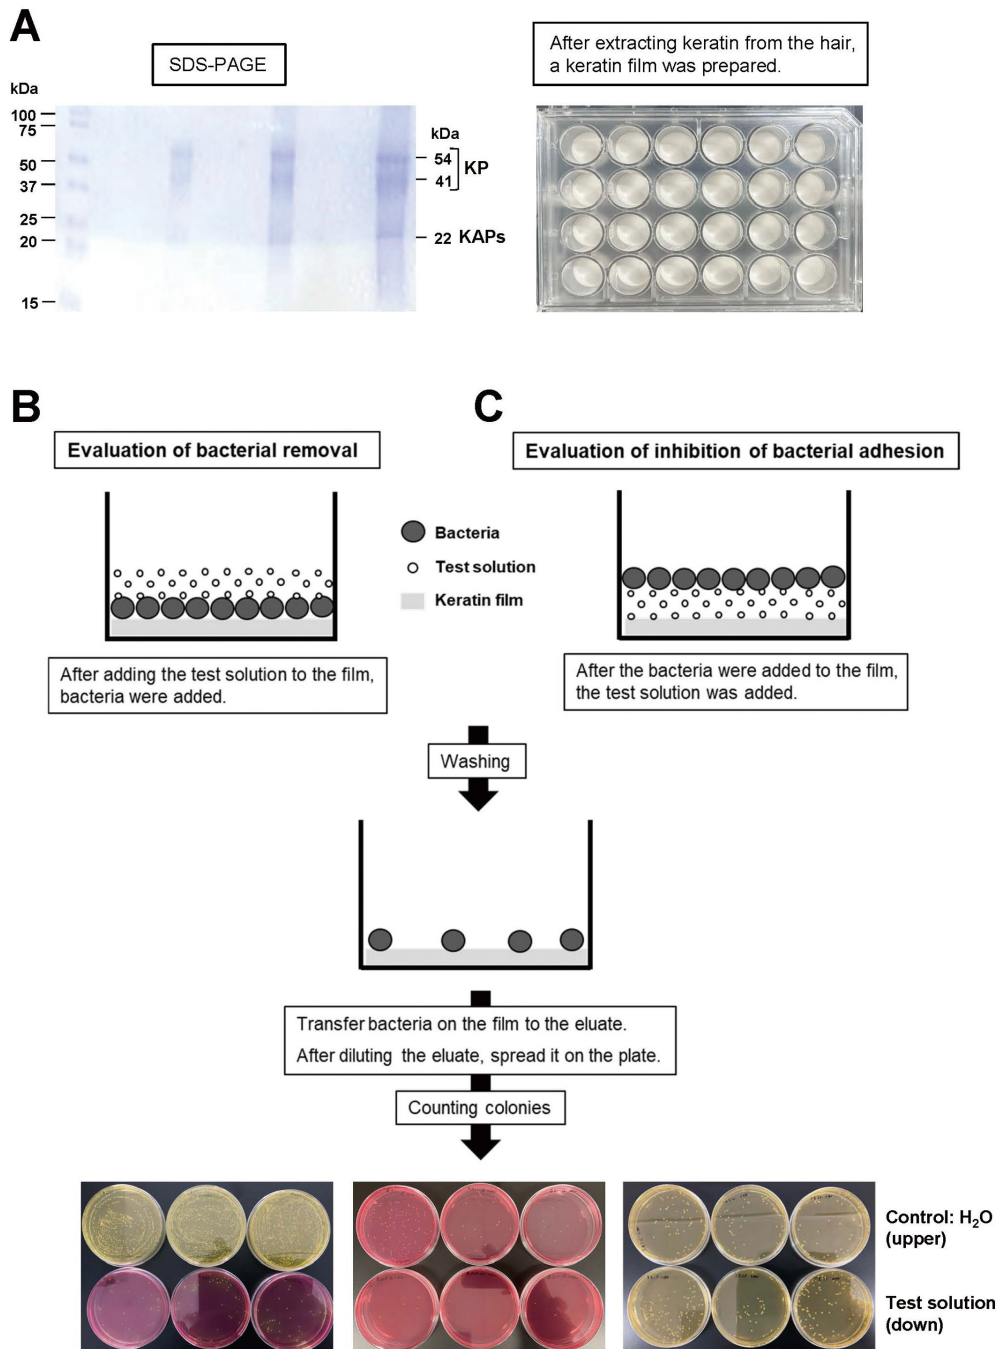 A
SDS-PAGE
After extracting keratin from the hair,
a keratin film was prepared.
kDa
100
75
50
37
25
20
15
kDa
54
41
KP
22 KAPs
B
Evaluation of bacterial removal
C
Evaluation of inhibition of bacterial adhesion
Bacteria
Test solution
Keratin film
After adding the test solution to the film,
bacteria were added.
After the bacteria were added to the film,
the test solution was added.
Washing
Transfer bacteria on the film to the eluate.
After diluting the eluate, spread it on the plate.
Counting colonies
Control: H₂O
(upper)
Test solution
(down)